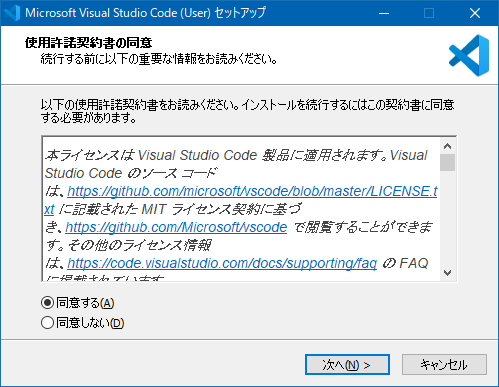 Microsoft Visual Studio Code (User) セットアップ
使用許諾契約書の同意
続行する前に以下の重要な情報をお読みください。
以下の使用許諾契約書をお読みください。インストールを続行するにはこの契約書に同意
する必要があります。
本ライセンスは Visual Studio Code 製品に適用されます。Visual
Studio Code のソース コード
は、https://github.com/microsoft/vscode/blob/master/LICENSE.t
xt に記載された MIT ライセンス契約に基づ
き、https://github.com/Microsoft/vscode で閲覧することができま
す。その他のライセンス情報
は、https://code.visualstudio.com/docs/supporting/faq の FAQ
に掲載されています
同意する(A)
同意しない(D)
次へ(N) >
キャンセル